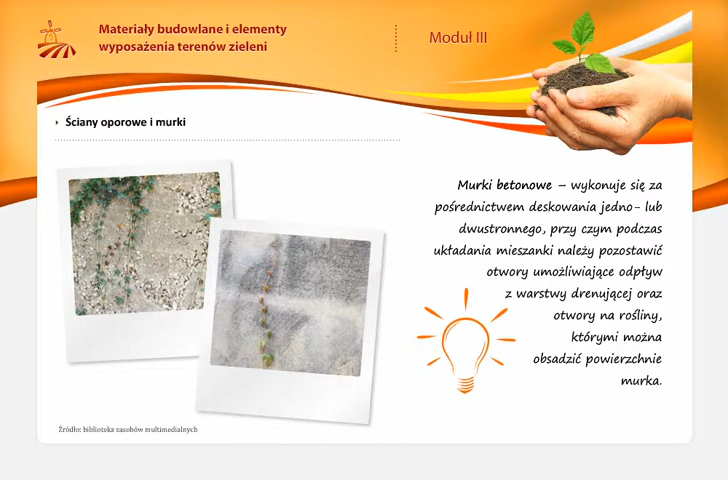 Materiały budowlane i elementy
wyposażenia terenów zieleni
Moduł III
Ściany oporowe i murki
Murki betonowe – wykonuje się za
pośrednictwem deskowania jedno- lub
dwustronnego, przy czym podczas
układania mieszanki należy pozostawić
otwory umożliwiające odpływ
z warstwy drenującej oraz
otwory na rośliny,
którymi można
obsadzić powierzchnie
murka.
Źródło: biblioteka zasobów multimedialnych